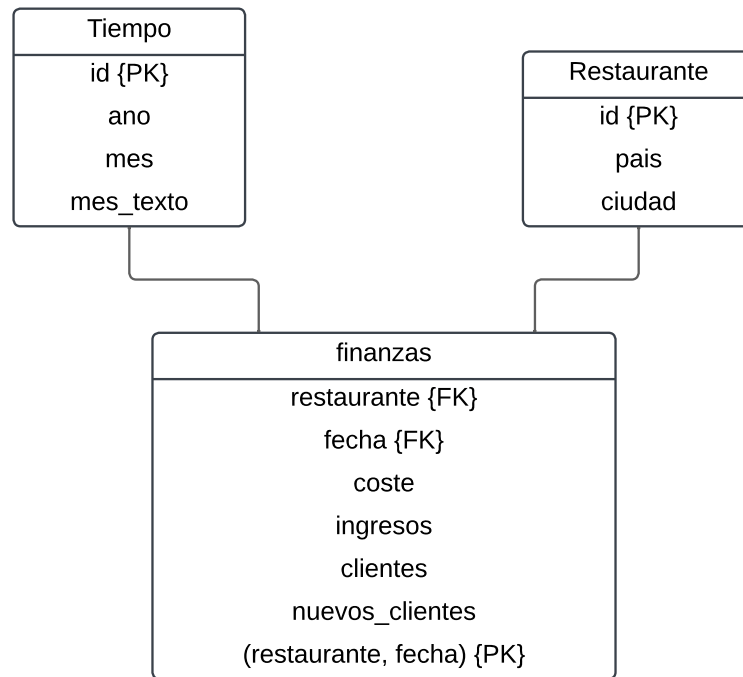 Tiempo
id {PK}
ano
mes
mes_texto
Restaurante
id {PK}
pais
ciudad
finanzas
restaurante {FK}
fecha {FK}
coste
ingresos
clientes
nuevos_clientes
(restaurante, fecha) {PK}